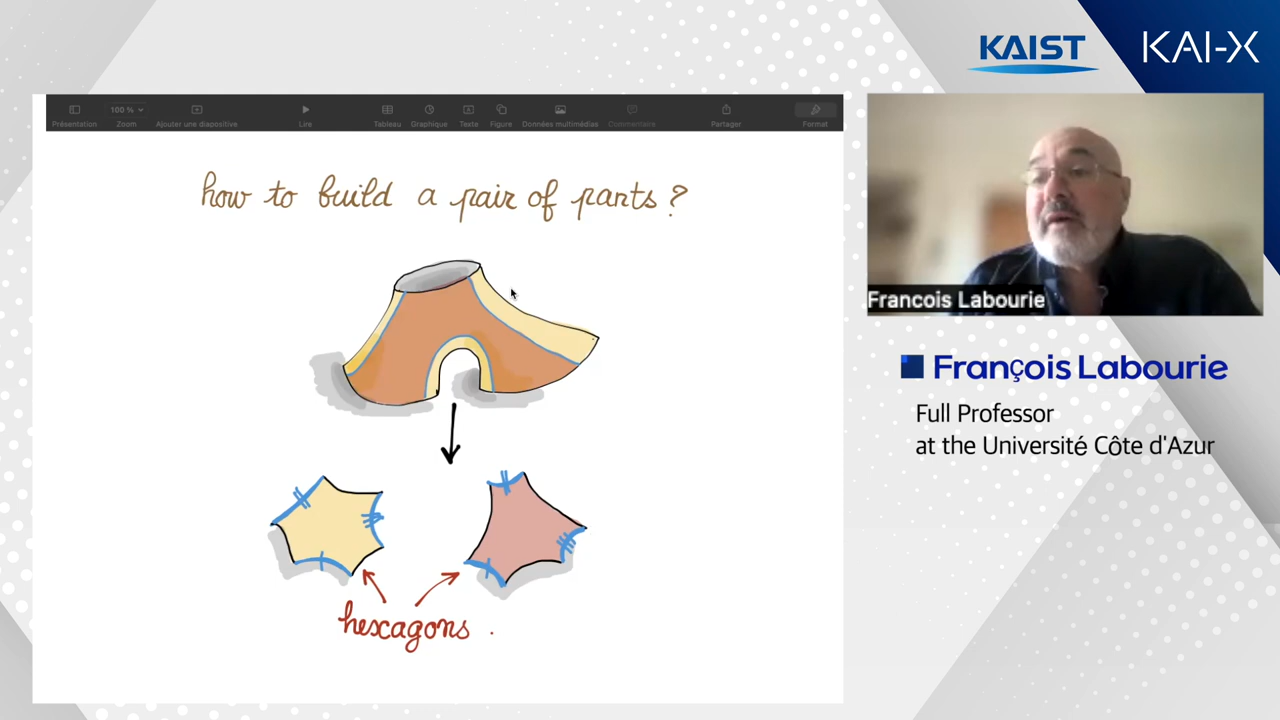 KAIST
KAI-X
Présentation
100 %
Zoom
Ajouter une diapositive
Lire
Tableau
Graphique
Texte
Figure
Données multimédias
Commentaire
Partager
Format
how to build a pair of pants ?
hexagons .
Francois Labourie
François Labourie
Full Professor
at the Université Côte d'Azur